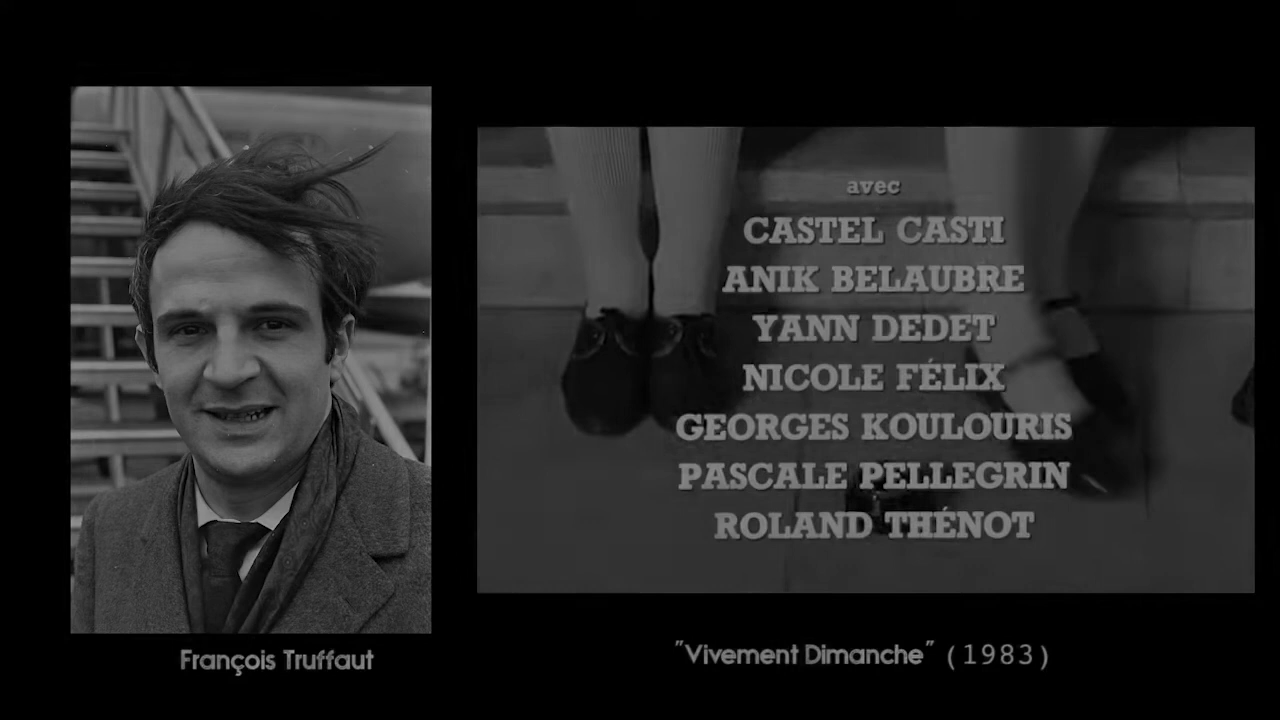 avec
CASTEL CASTI
ANIK BELAUBRE
YANN DEDET
NICOLE FÉLIX
GEORGES KOULOURIS
PASCALE PELLEGRIN
ROLAND THÉNOT
François Truffaut
"Vivement Dimanche" (1983)